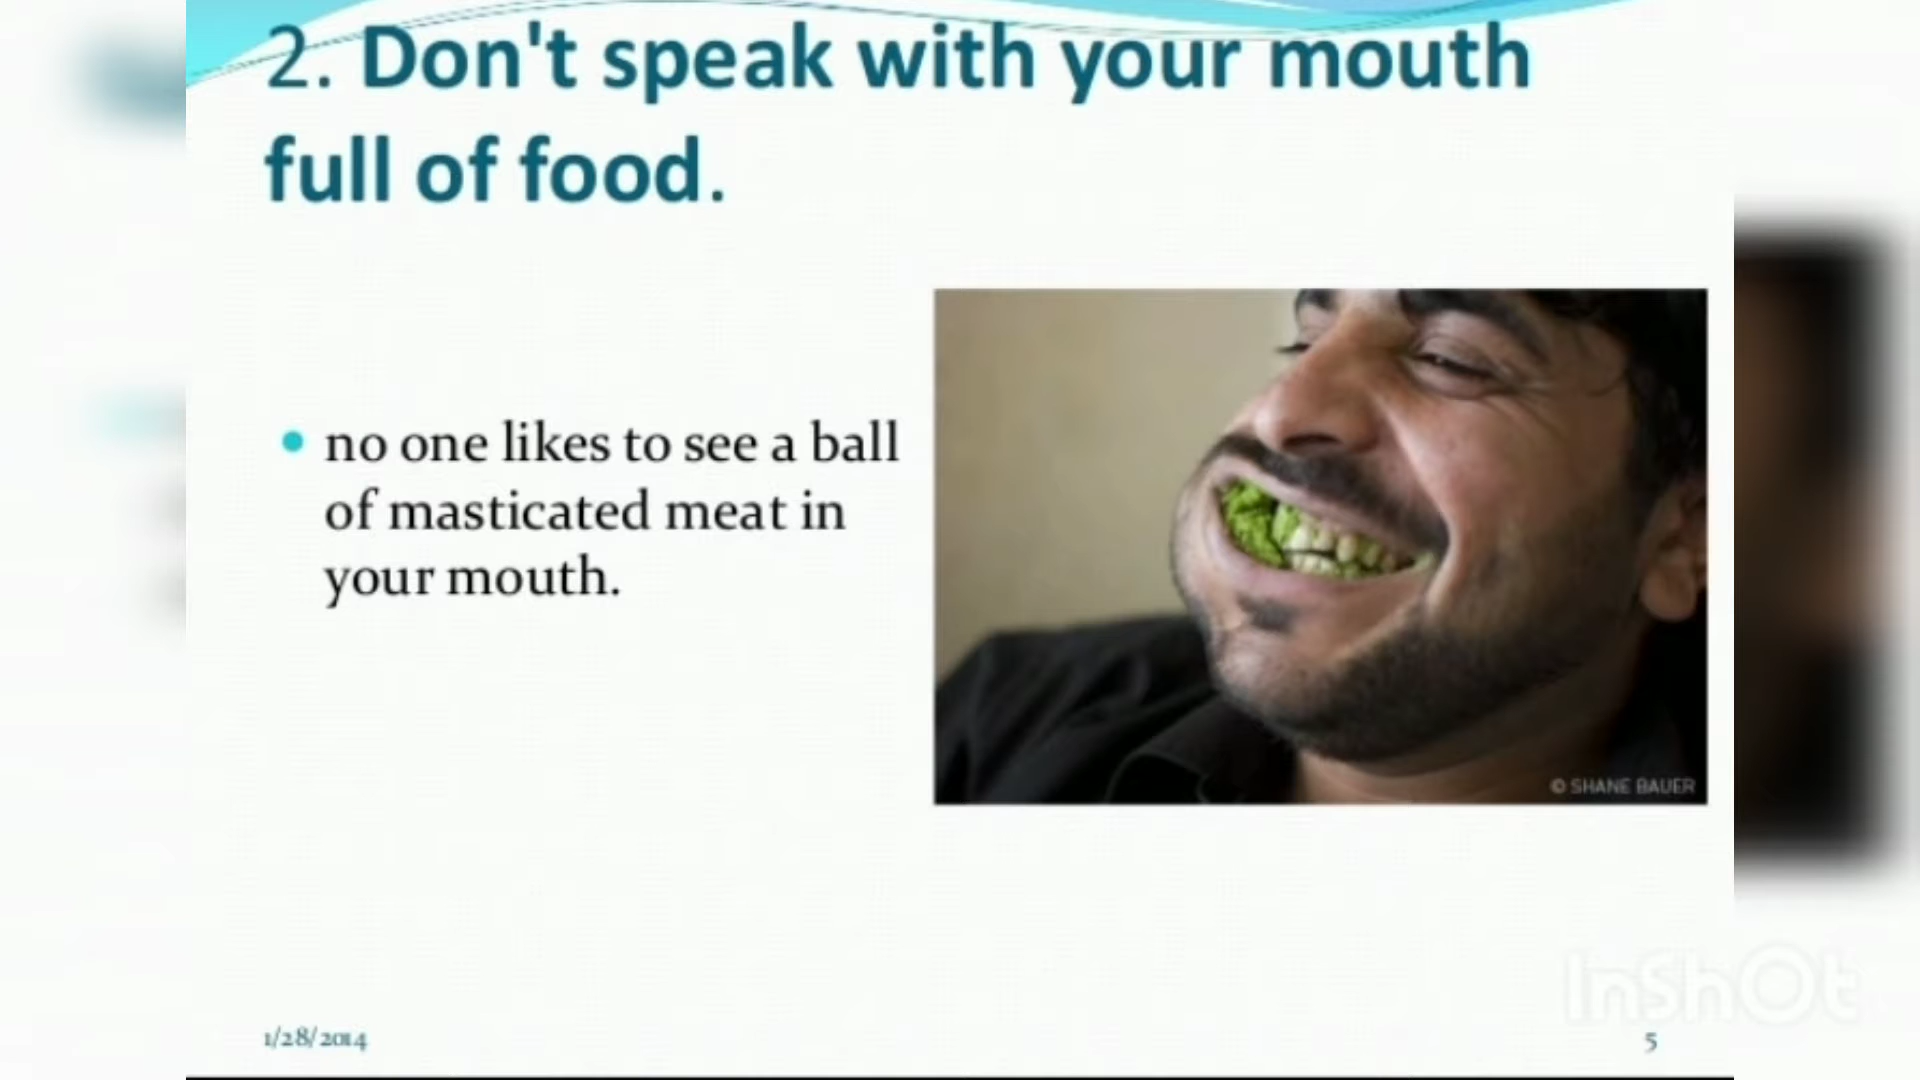 2. Don't speak with your mouth
full of food.
• no one likes to see a ball
of masticated meat in
your mouth.
© SHANE BAUER
InShOt
1/28/2014
5